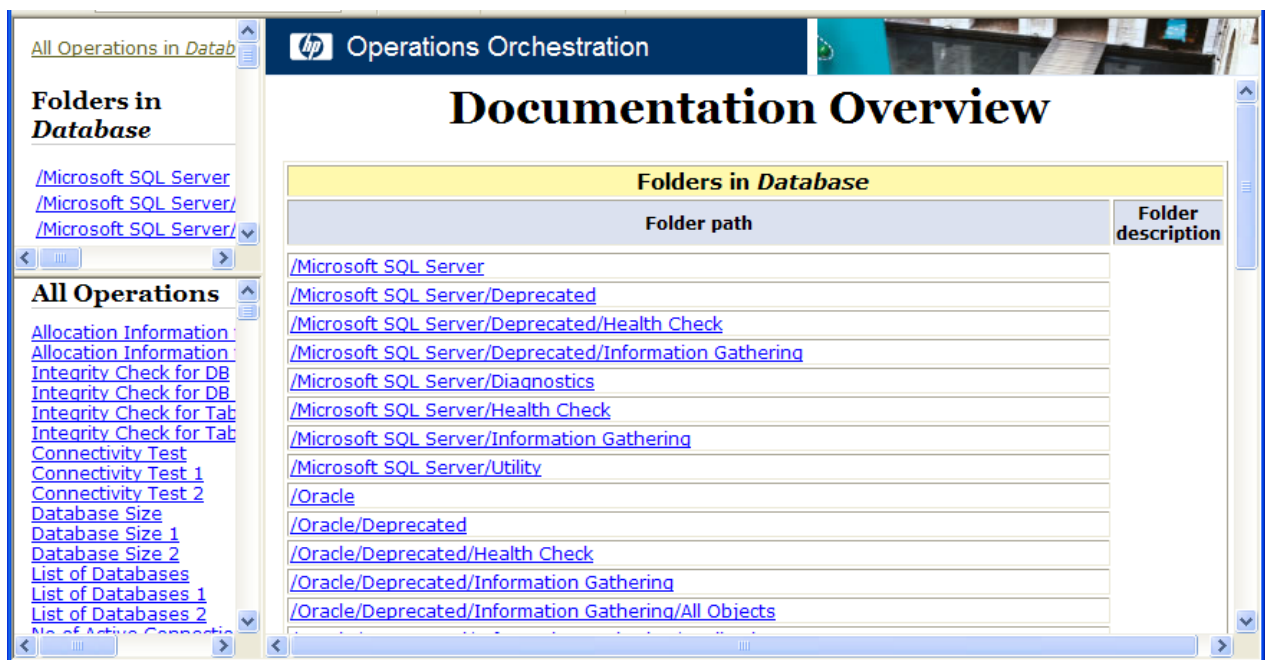 All Operations in Datab
Folders in
Database
/Microsoft SQL Server
/Microsoft SQL Server/
/Microsoft SQL Server/
All Operations
Allocation Information
Allocation Information
Integrity Check for DB
Integrity Check for DB
Integrity Check for Tab
Integrity Check for Tab
Connectivity Test
Connectivity Test 1
Connectivity Test 2
Database Size
Database Size 1
Database Size 2
List of Databases
List of Databases 1
List of Databases 2
hp Operations Orchestration
Documentation Overview
Folders in Database
Folder path
Folder
description
/Microsoft SQL Server
/Microsoft SQL Server/Deprecated
/Microsoft SQL Server/Deprecated/Health Check
/Microsoft SQL Server/Deprecated/Information Gathering
/Microsoft SQL Server/Diagnostics
/Microsoft SQL Server/Health Check
/Microsoft SQL Server/Information Gathering
/Microsoft SQL Server/Utility
/Oracle
/Oracle/Deprecated
/Oracle/Deprecated/Health Check
/Oracle/Deprecated/Information Gathering
/Oracle/Deprecated/Information Gathering/All Objects